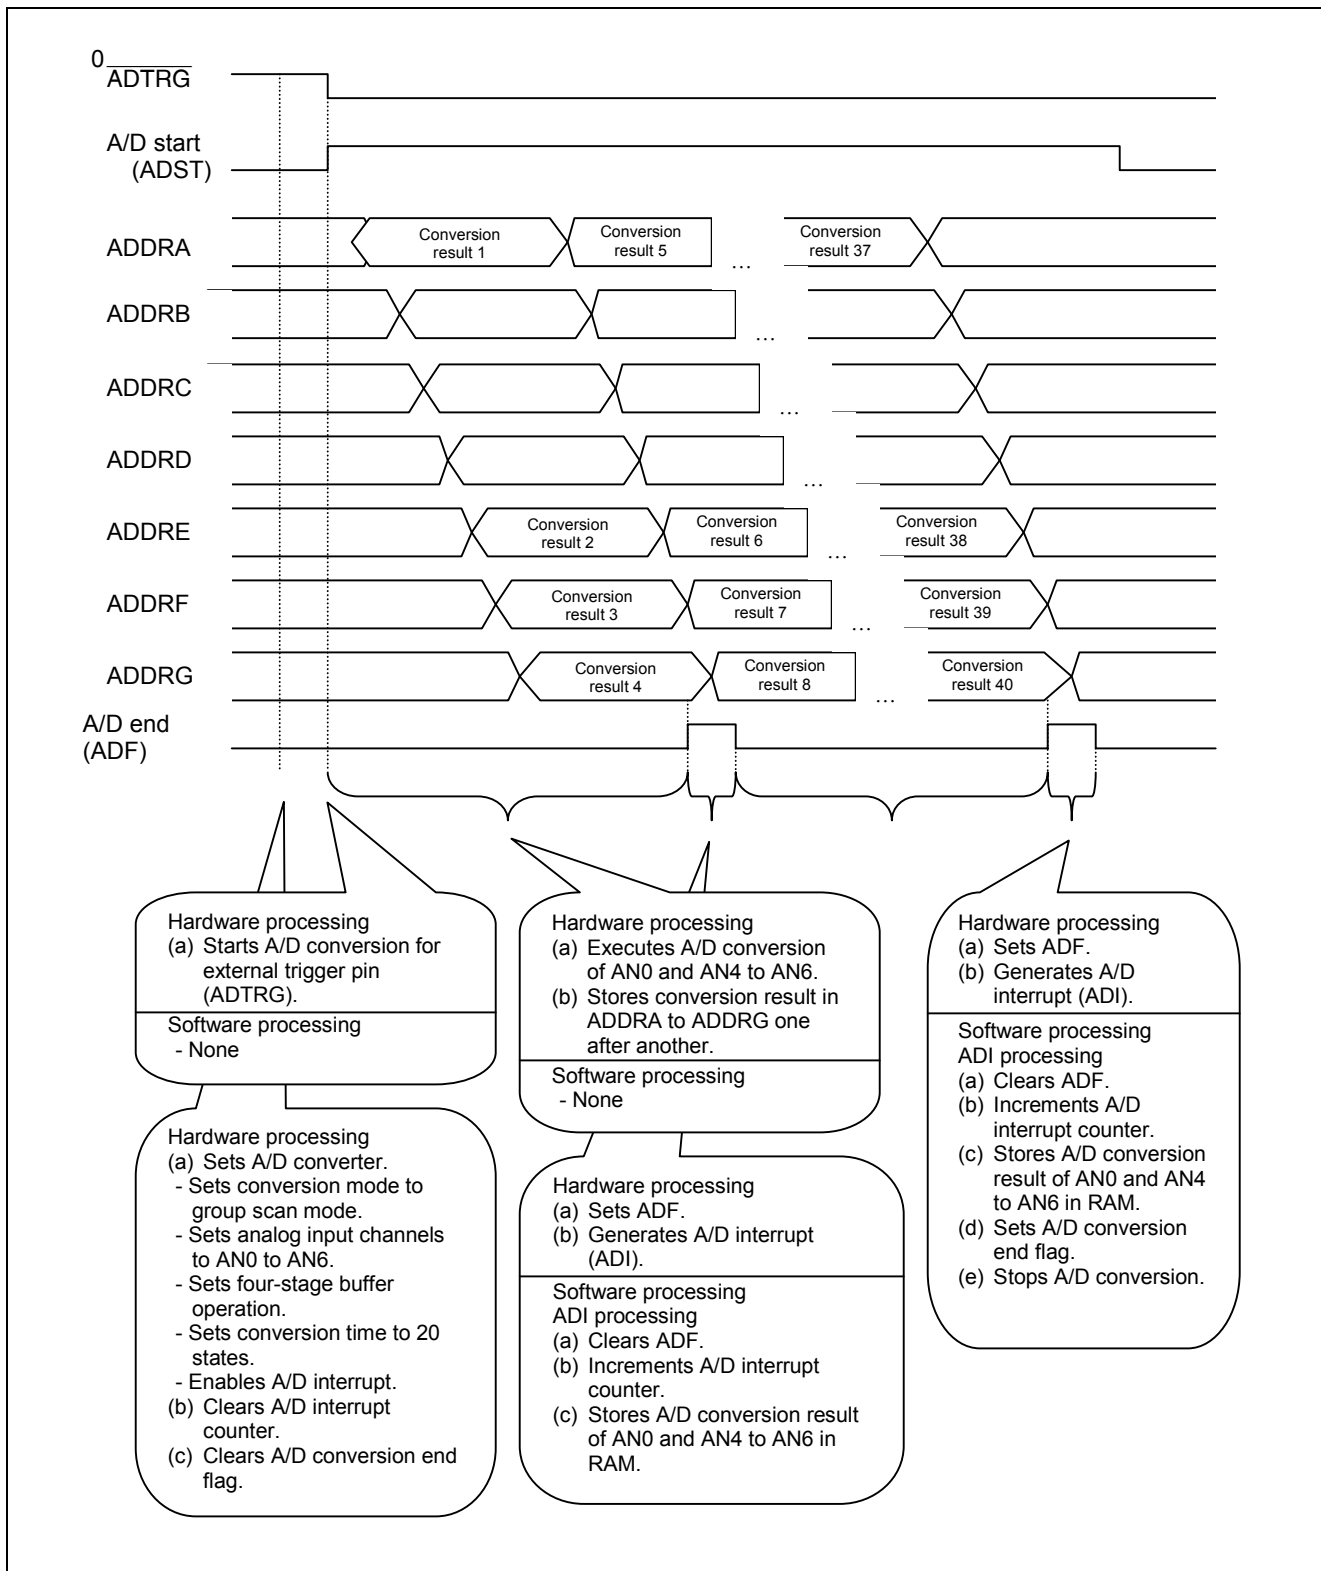 0
ADTRG
A/D start
(ADST)
ADDRA
Conversion
result 1
Conversion
result 5
...
Conversion
result 37
ADDRB
...
ADDRC
...
ADDRD
...
ADDRE
Conversion
result 2
Conversion
result 6
...
Conversion
result 38
ADDRF
Conversion
result 3
Conversion
result 7
...
Conversion
result 39
ADDRG
Conversion
result 4
Conversion
result 8
...
Conversion
result 40
A/D end
(ADF)
Hardware processing
(a) Starts A/D conversion for
external trigger pin
(ADTRG).
Software processing
- None
Hardware processing
(a) Sets A/D converter.
- Sets conversion mode to
group scan mode.
- Sets analog input channels
to AN0 to AN6.
- Sets four-stage buffer
operation.
- Sets conversion time to 20
states.
- Enables A/D interrupt.
(b) Clears A/D interrupt
counter.
(c) Clears A/D conversion end
flag.
Hardware processing
(a) Executes A/D conversion
of AN0 and AN4 to AN6.
(b) Stores conversion result in
ADDRA to ADDRG one
after another.
Software processing
- None
Hardware processing
(a) Sets ADF.
(b) Generates A/D interrupt
(ADI).
Software processing
ADI processing
(a) Clears ADF.
(b) Increments A/D interrupt
counter.
(c) Stores A/D conversion result
of AN0 and AN4 to AN6 in
RAM.
Hardware processing
(a) Sets ADF.
(b) Generates A/D
interrupt (ADI).
Software processing
ADI processing
(a) Clears ADF.
(b) Increments A/D
interrupt counter.
(c) Stores A/D conversion
result of AN0 and AN4
to AN6 in RAM.
(d) Sets A/D conversion
end flag.
(e) Stops A/D conversion.